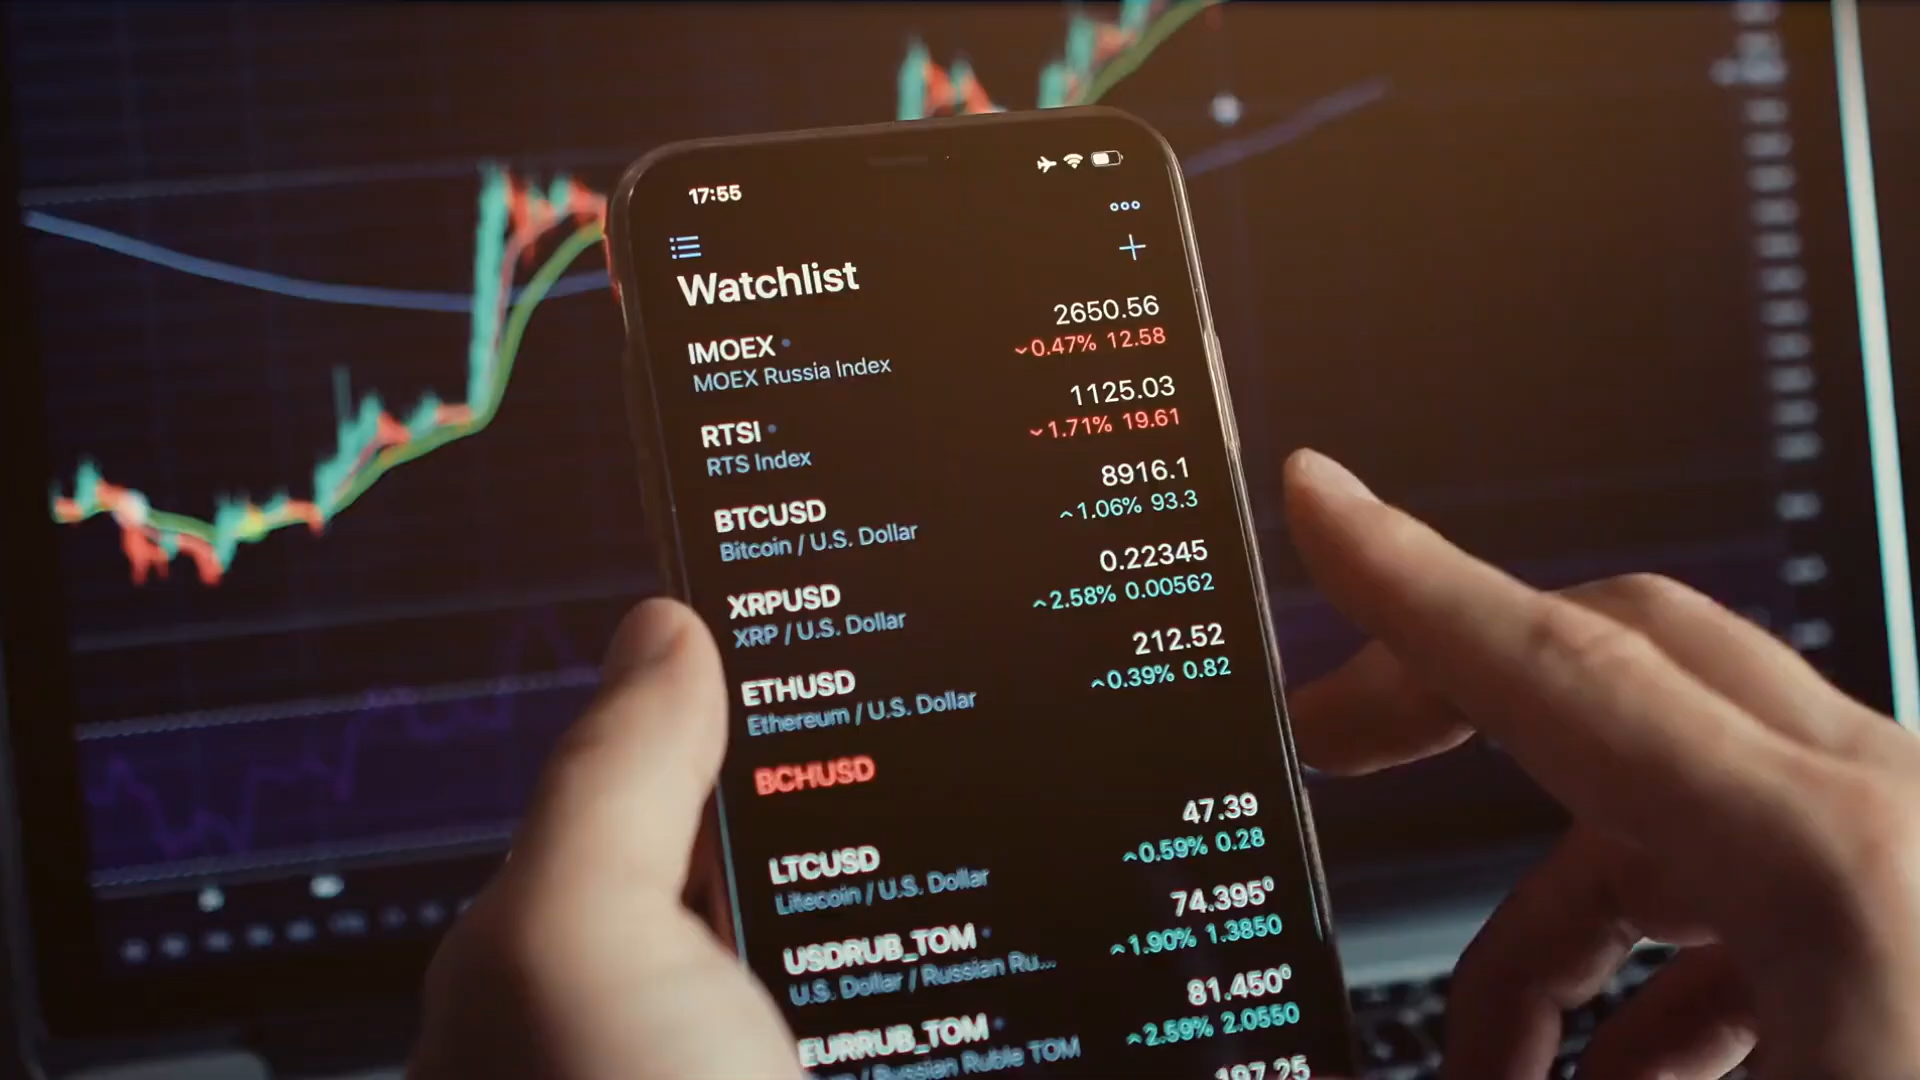 17:55
Watchlist
IMOEX
2650.56
MOEX Russia Index
0.47% 12.58
RTSI
1125.03
RTS Index
1.71% 19.61
BTCUSD
8916.1
Bitcoin / U.S. Dollar
1.06% 93.3
XRPUSD
0.22345
XRP / U.S. Dollar
2.58% 0.00562
ETHUSD
212.52
Ethereum / U.S. Dollar
0.39% 0.82
BCHUSD
LTCUSD
47.39
Litecoin / U.S. Dollar
0.59% 0.28
USDRUB_TOM
74.395⁰
U.S. Dollar / Russian Ru...
1.90% 1.3850
EURRUB_TOM
81.450⁰
/ Russian Ruble TOM
2.59% 2.0550
197.25